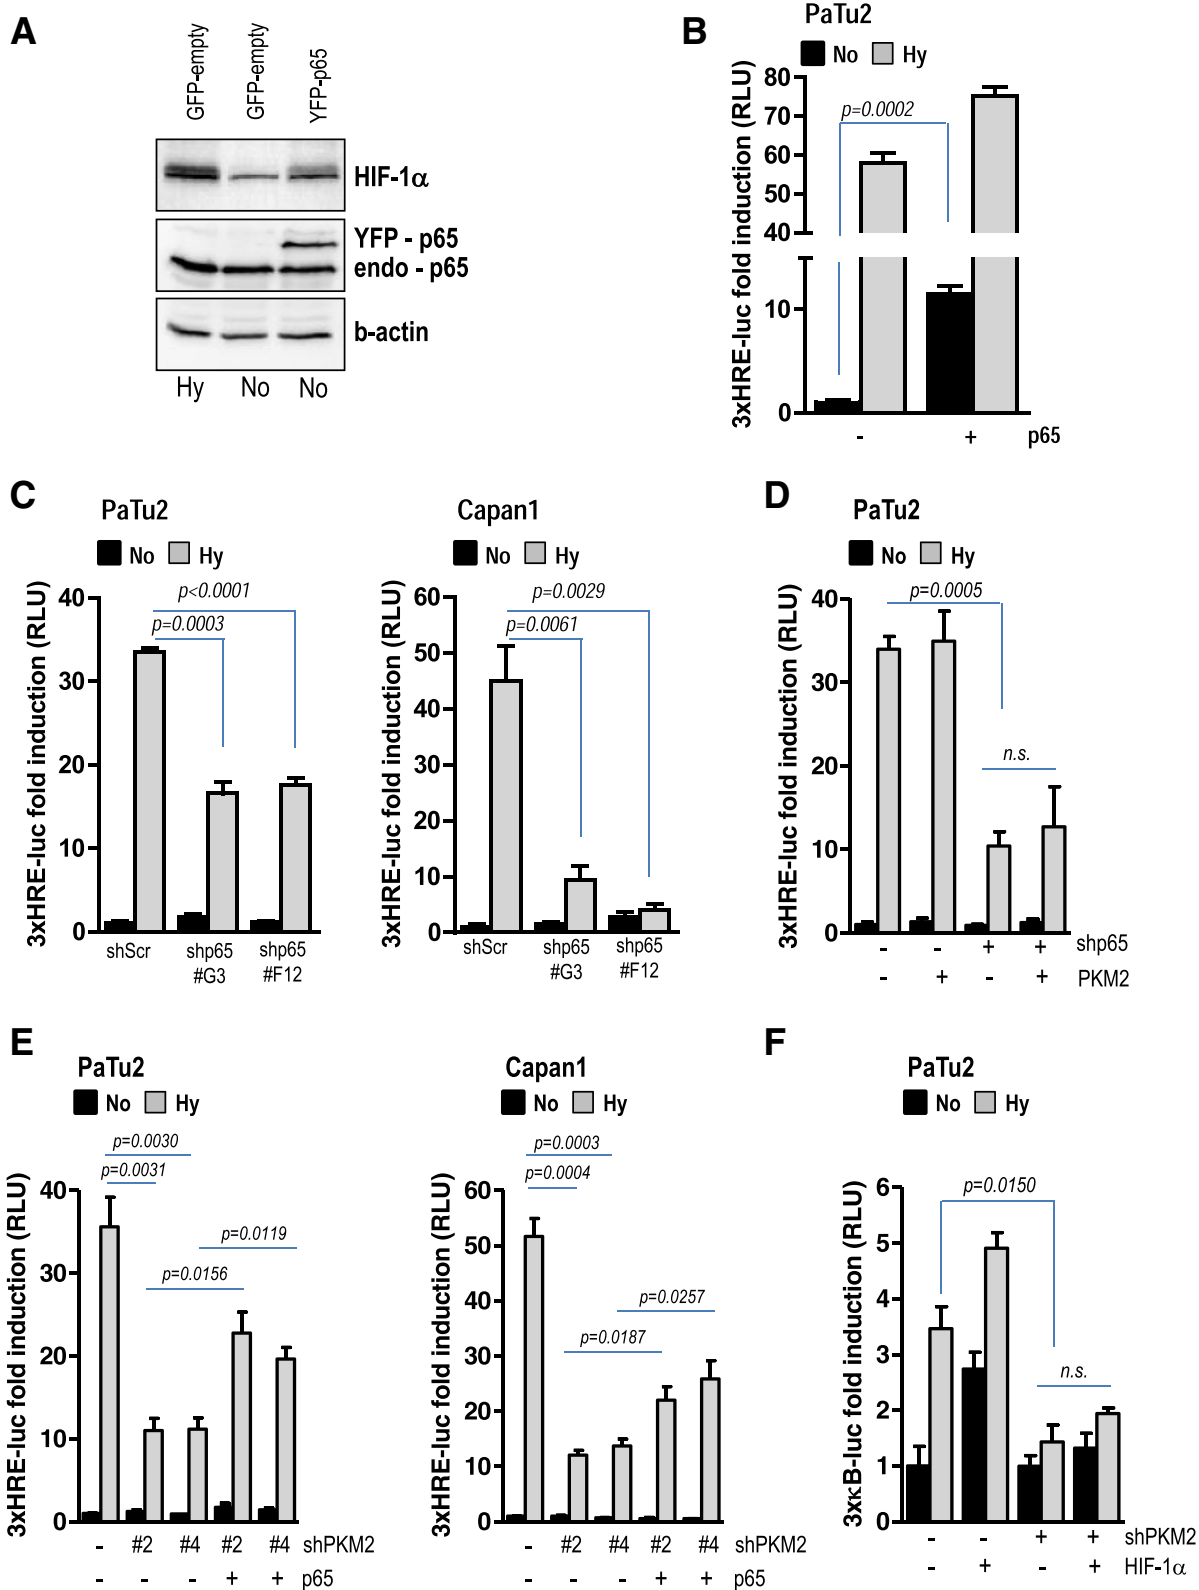 A
GFP-empty
GFP-empty
YFP-p65
HIF-1α
YFP - p65
endo - p65
b-actin
Hy No No
B
PaTu2
No Hy
3xHRE-luc fold induction (RLU)
80
70
60
50
40
10
0
p=0.0002
- + p65
C
PaTu2
No Hy
3xHRE-luc fold induction (RLU)
40
30
20
10
0
p<0.0001
p=0.0003
shScr shp65 shp65
#G3 #F12
Capan1
No Hy
3xHRE-luc fold induction (RLU)
60
50
40
30
20
10
0
p=0.0029
p=0.0061
shScr shp65 shp65
#G3 #F12
D
PaTu2
No Hy
3xHRE-luc fold induction (RLU)
40
30
20
10
0
p=0.0005
n.s.
- - + + shp65
- + - + PKM2
E
PaTu2
No Hy
3xHRE-luc fold induction (RLU)
40
30
20
10
0
p=0.0030
p=0.0031
p=0.0119
p=0.0156
- #2 #4 #2 #4 shPKM2
- - - + + p65
Capan1
No Hy
3xHRE-luc fold induction (RLU)
60
50
40
30
20
10
0
p=0.0003
p=0.0004
p=0.0257
p=0.0187
- #2 #4 #2 #4 shPKM2
- - - + + p65
F
PaTu2
No Hy
3xκB-luc fold induction (RLU)
6
5
4
3
2
1
0
p=0.0150
n.s.
- - + + shPKM2
- + - + HIF-1α